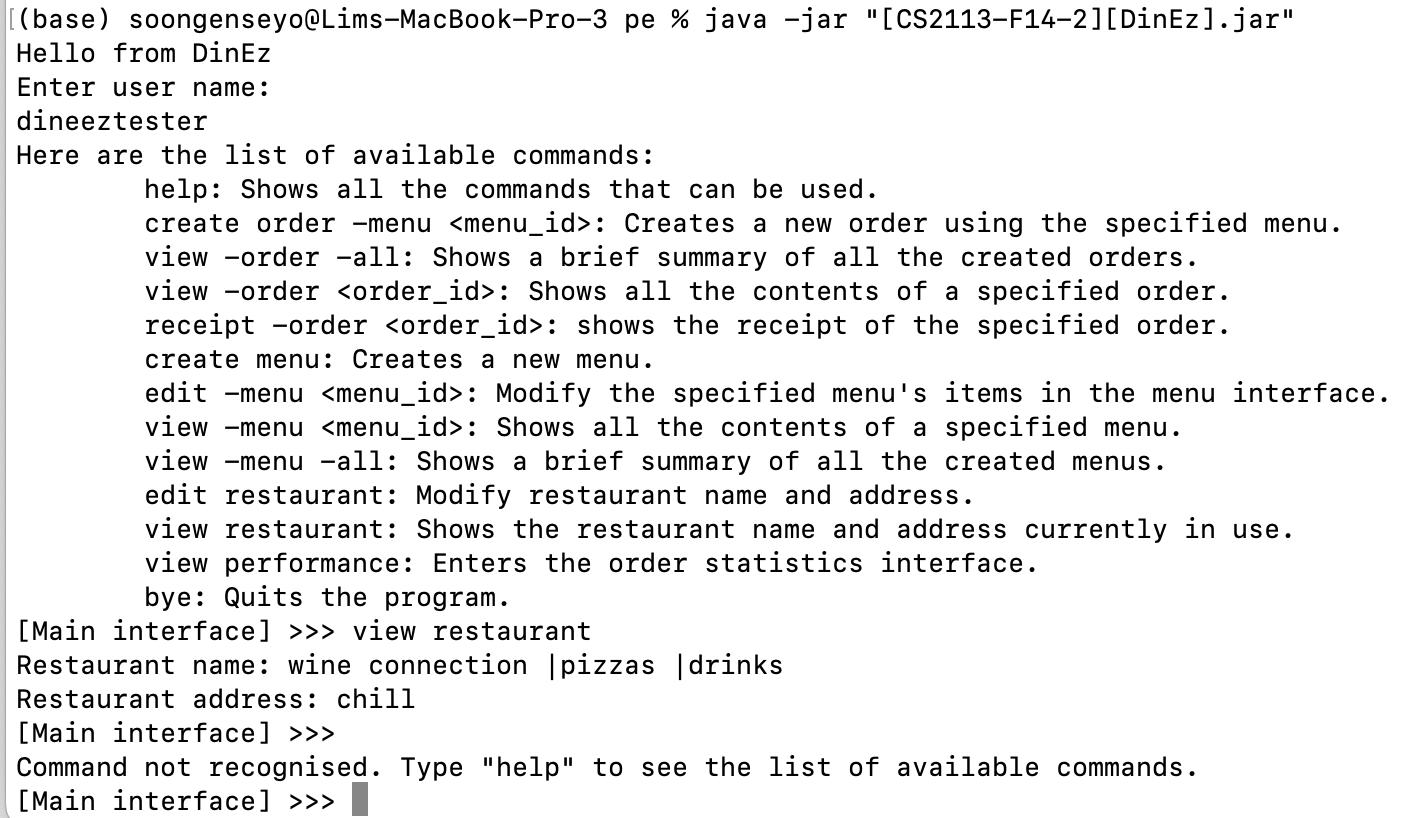 (base) soongenseyo@Lims-MacBook-Pro-3 pe % java -jar "[CS2113-F14-2][DinEz].jar"
Hello from DinEz
Enter user name:
dineeztester
Here are the list of available commands:
help: Shows all the commands that can be used.
create order -menu <menu_id>: Creates a new order using the specified menu.
view -order -all: Shows a brief summary of all the created orders.
view -order <order_id>: Shows all the contents of a specified order.
receipt -order <order_id>: shows the receipt of the specified order.
create menu: Creates a new menu.
edit -menu <menu_id>: Modify the specified menu's items in the menu interface.
view -menu <menu_id>: Shows all the contents of a specified menu.
view -menu -all: Shows a brief summary of all the created menus.
edit restaurant: Modify restaurant name and address.
view restaurant: Shows the restaurant name and address currently in use.
view performance: Enters the order statistics interface.
bye: Quits the program.
[Main interface] >>> view restaurant
Restaurant name: wine connection |pizzas |drinks
Restaurant address: chill
[Main interface] >>>
Command not recognised. Type "help" to see the list of available commands.
[Main interface] >>>